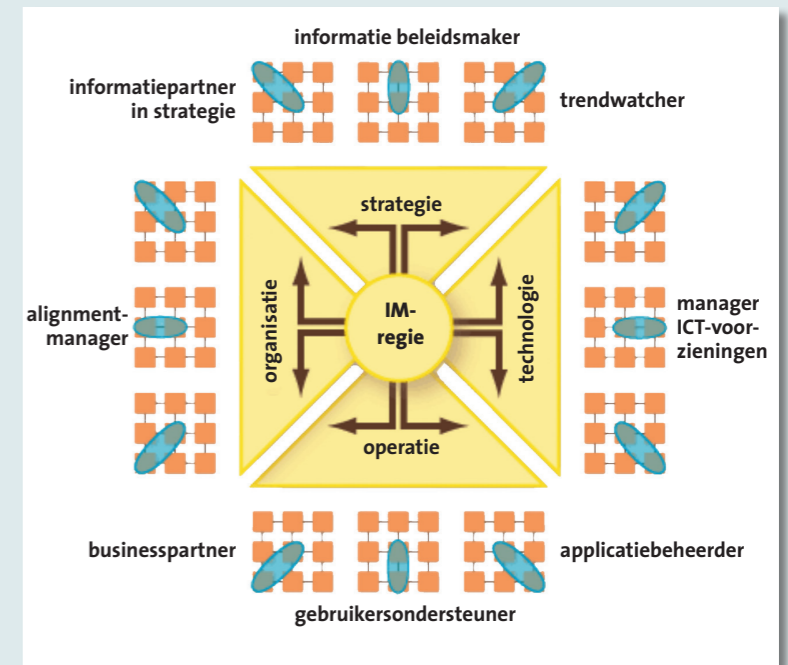 informatie beleidsmaker
informatiepartner
in strategie
trendwatcher
strategie
organisatie
IM-
regie
technologie
alignment-
manager
manager
ICT-voor-
zieningen
operatie
businesspartner
applicatiebeheerder
gebruikersondersteuner